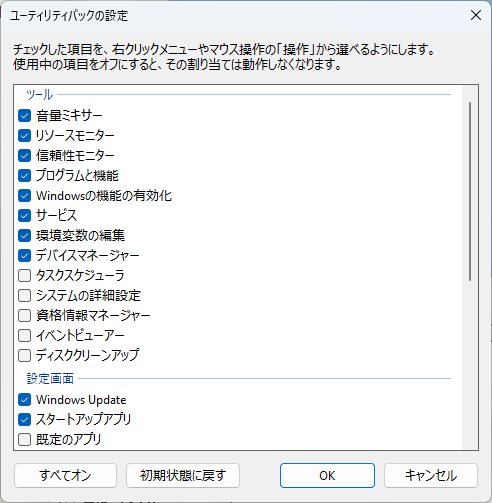 ユーティリティパックの設定
チェックした項目を、右クリックメニューやマウス操作の「操作」から選べるようにします。
使用中の項目をオフにすると、その割り当ては動作しなくなります。
ツール
音量ミキサー
リソースモニター
信頼性モニター
プログラムと機能
Windowsの機能の有効化
サービス
環境変数の編集
デバイスマネージャー
タスクスケジューラ
システムの詳細設定
資格情報マネージャー
イベントビューアー
ディスククリーンアップ
設定画面
Windows Update
スタートアップアプリ
既定のアプリ
すべてオン
初期状態に戻す
OK
キャンセル